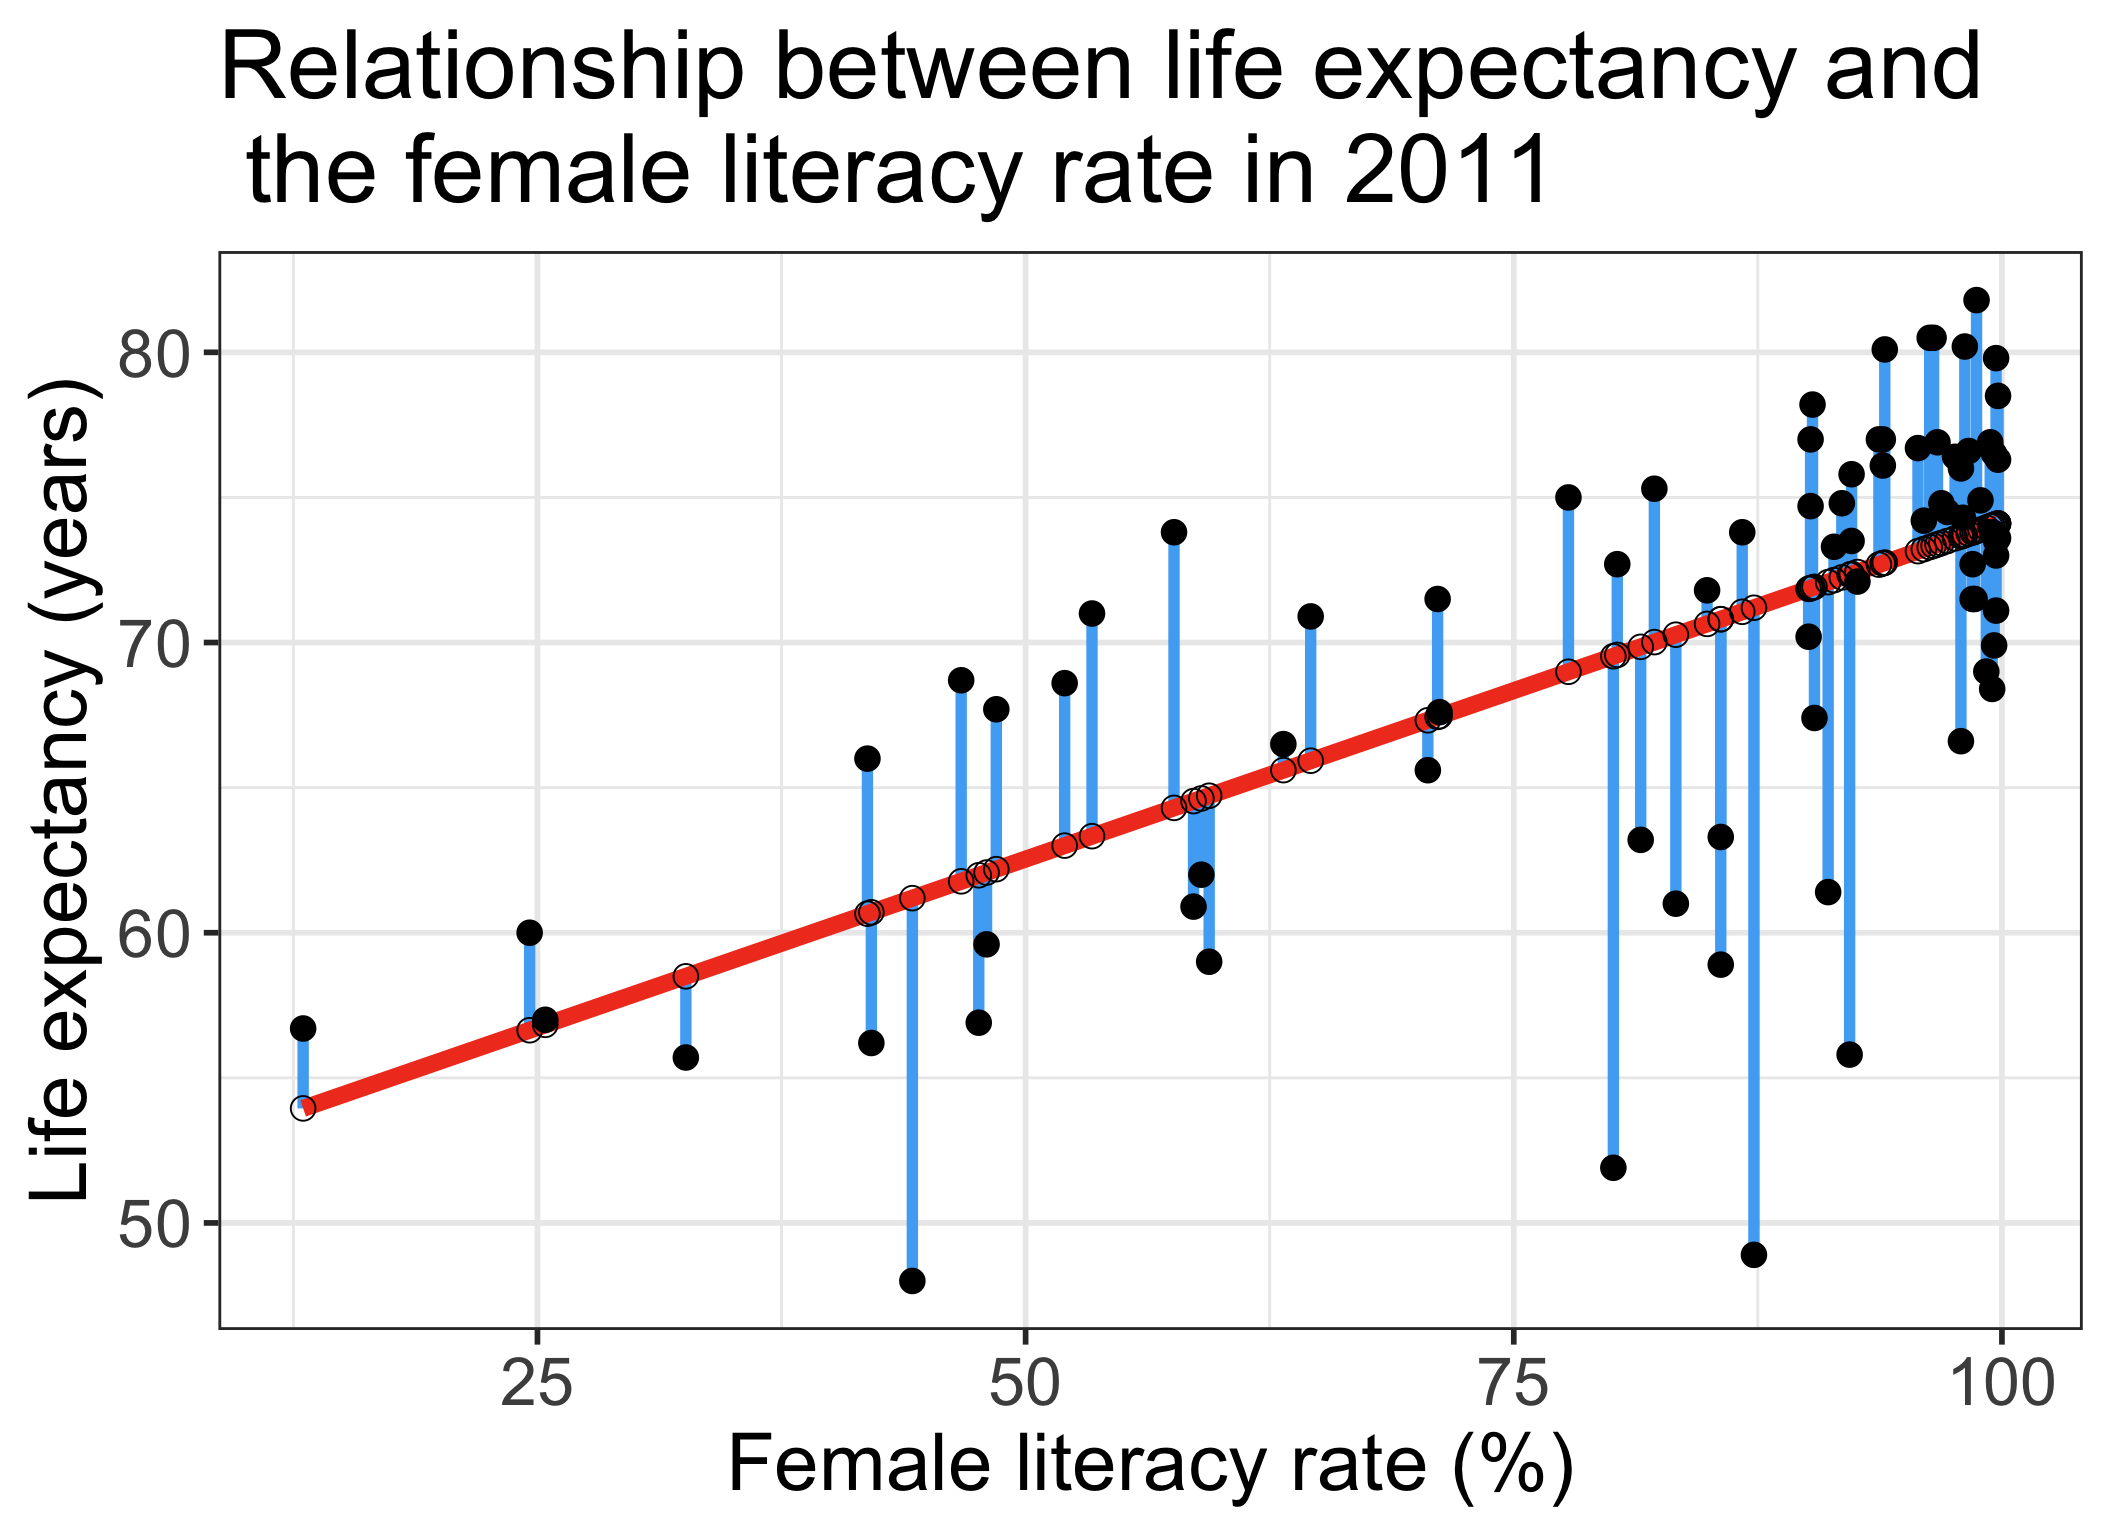 Relationship between life expectancy and
the female literacy rate in 2011
Life expectancy (years)
80
70
60
50
25
50
75
100
Female literacy rate (%)